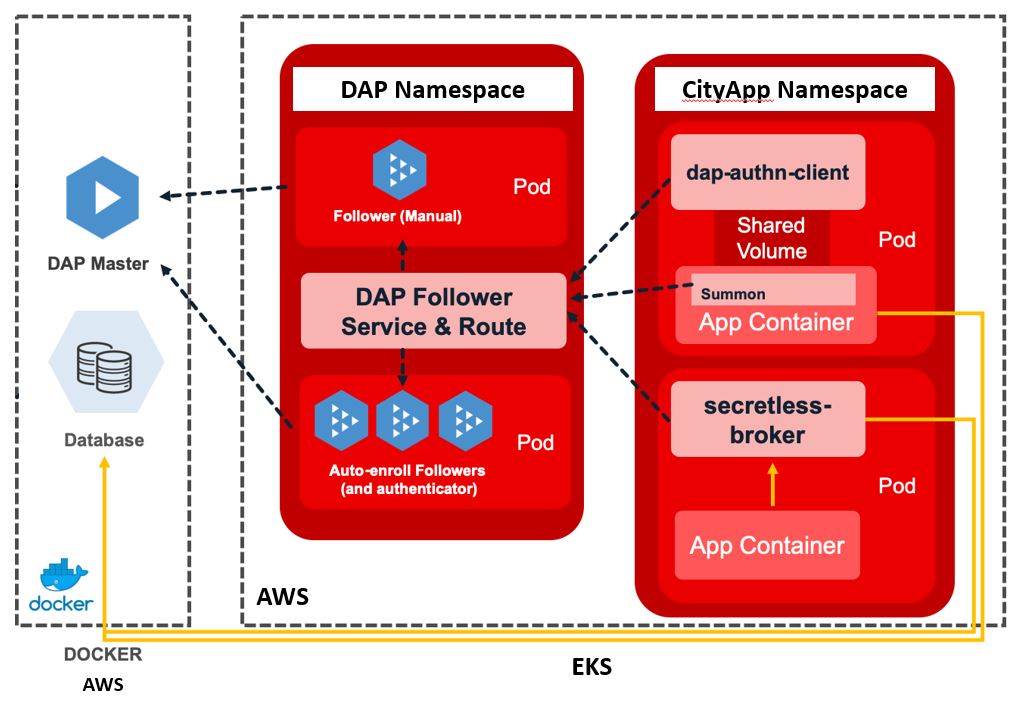 DAP Master
Database
docker
DOCKER
AWS
DAP Namespace
Pod
Follower (Manual)
DAP Follower
Service & Route
Pod
Auto-enroll Followers
(and authenticator)
AWS
CityApp Namespace
dap-authn-client
Shared
Volume
Pod
Summon
App Container
secretless-
broker
Pod
App Container
EKS